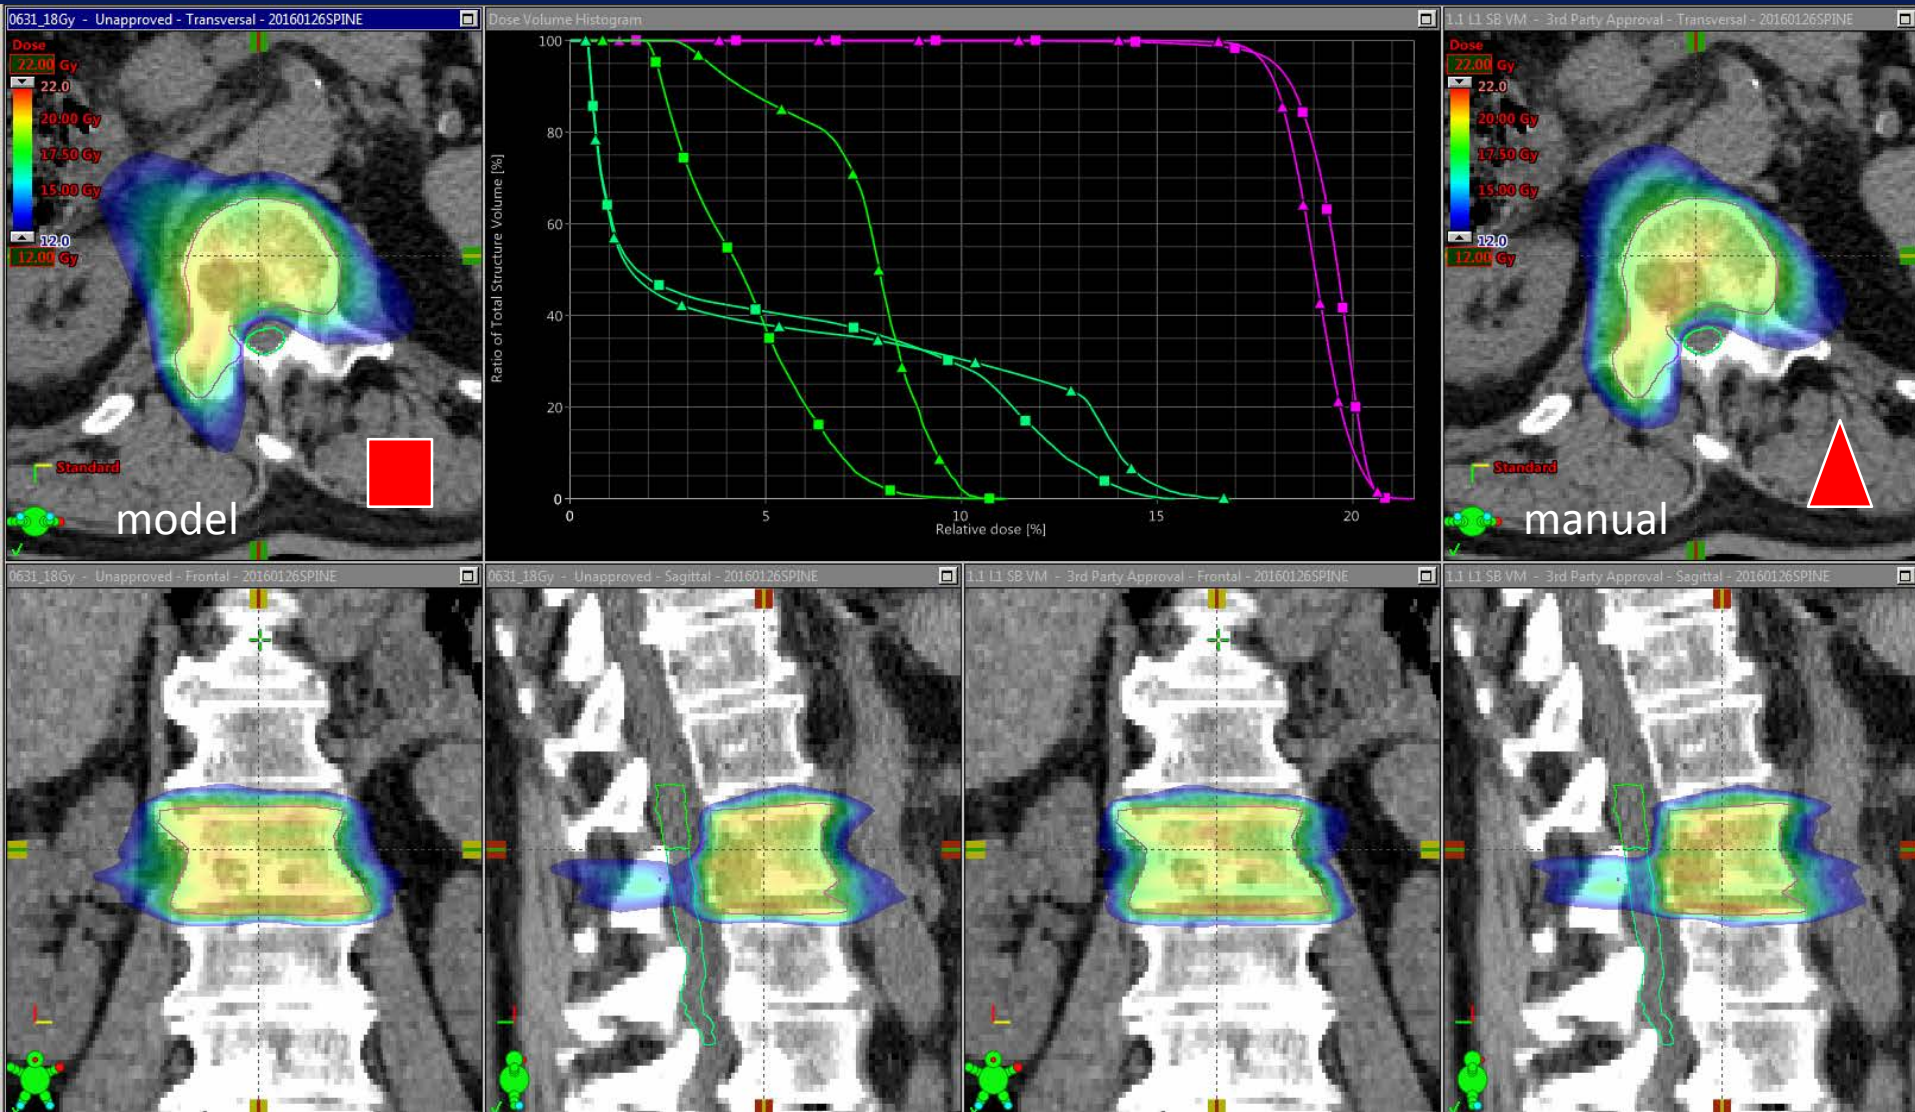 0631_18Gy - Unapproved - Transversal - 20160126SPINE
Dose
22.00 Gy
22.0
20.00 Gy
17.50 Gy
15.00 Gy
12.0
12.00 Gy
Standard
model
Dose Volume Histogram
Ratio of Total Structure Volume [%]
100
80
60
40
20
0
0 5 10 15 20
Relative dose [%]
1.1 L1 SB VM - 3rd Party Approval - Transversal - 20160126SPINE
Dose
22.00 Gy
22.0
20.00 Gy
17.50 Gy
15.00 Gy
12.0
12.00 Gy
Standard
manual
0631_18Gy - Unapproved - Frontal - 20160126SPINE
0631_18Gy - Unapproved - Sagittal - 20160126SPINE
1.1 L1 SB VM - 3rd Party Approval - Frontal - 20160126SPINE
1.1 L1 SB VM - 3rd Party Approval - Sagittal - 20160126SPINE